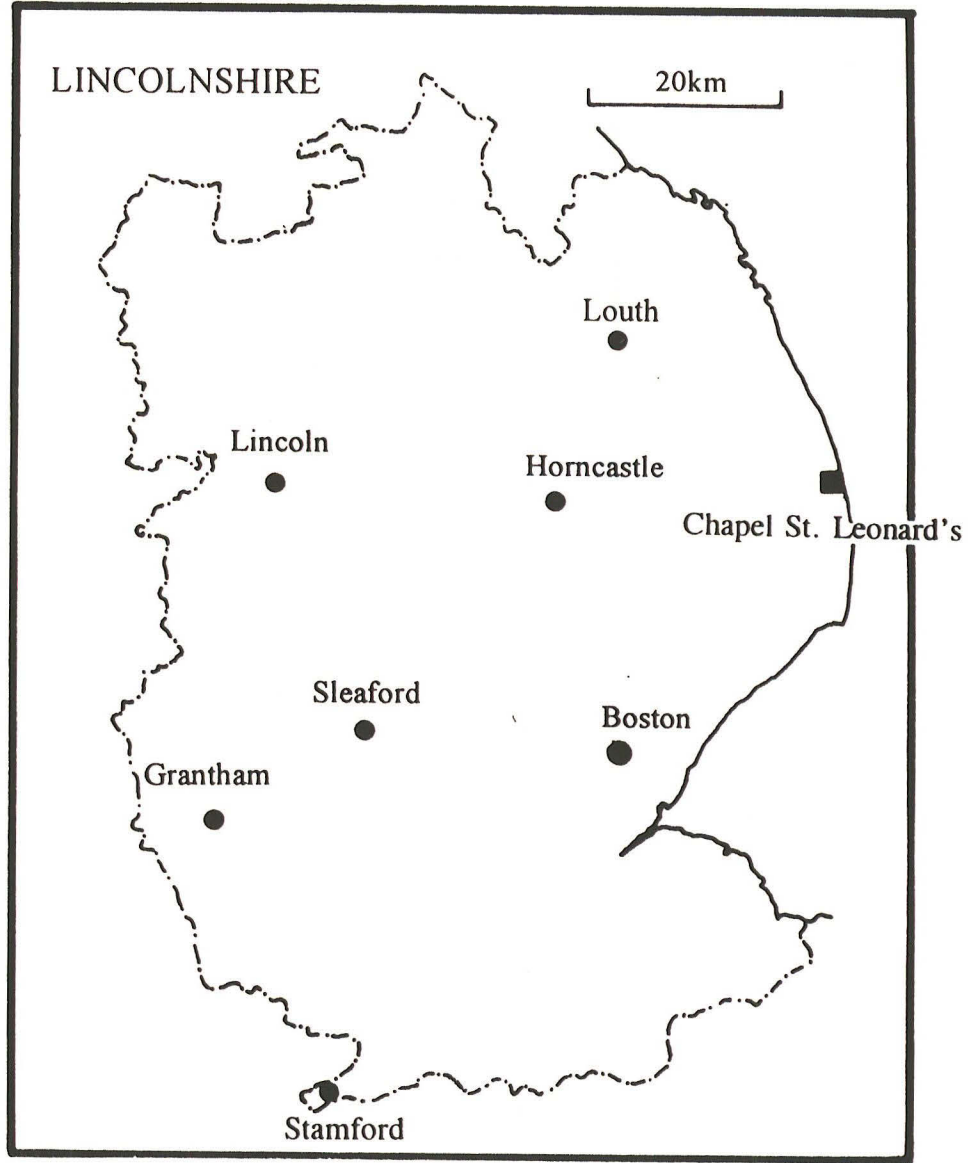 LINCOLNSHIRE
20km
Louth
Lincoln
Horncastle
Chapel St. Leonard's
Sleaford
Boston
Grantham
Stamford